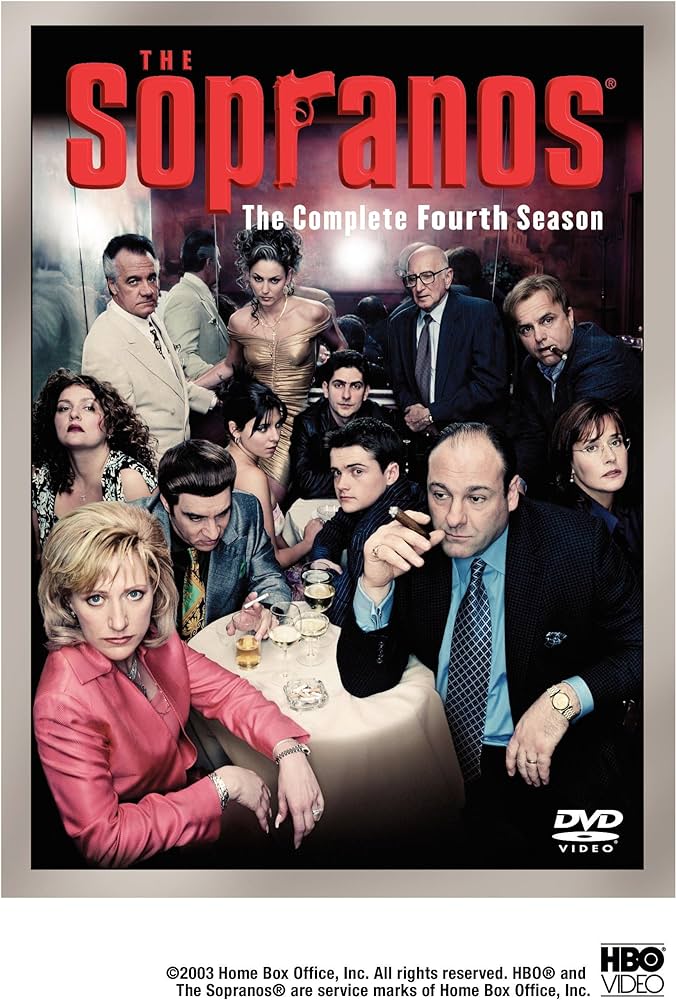 THE
Sopranos®
The Complete Fourth Season
DVD
VIDEO®
©2003 Home Box Office, Inc. All rights reserved. HBO® and
The Sopranos® are service marks of Home Box Office, Inc.
HBO®
VIDEO